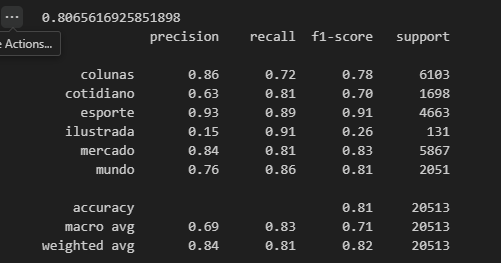 ... 0.8065616925851898
precision recall f1-score support
e Actions...
colunas 0.86 0.72 0.78 6103
cotidiano 0.63 0.81 0.70 1698
esporte 0.93 0.89 0.91 4663
ilustrada 0.15 0.91 0.26 131
mercado 0.84 0.81 0.83 5867
mundo 0.76 0.86 0.81 2051
accuracy 0.81 20513
macro avg 0.69 0.83 0.71 20513
weighted avg 0.84 0.81 0.82 20513